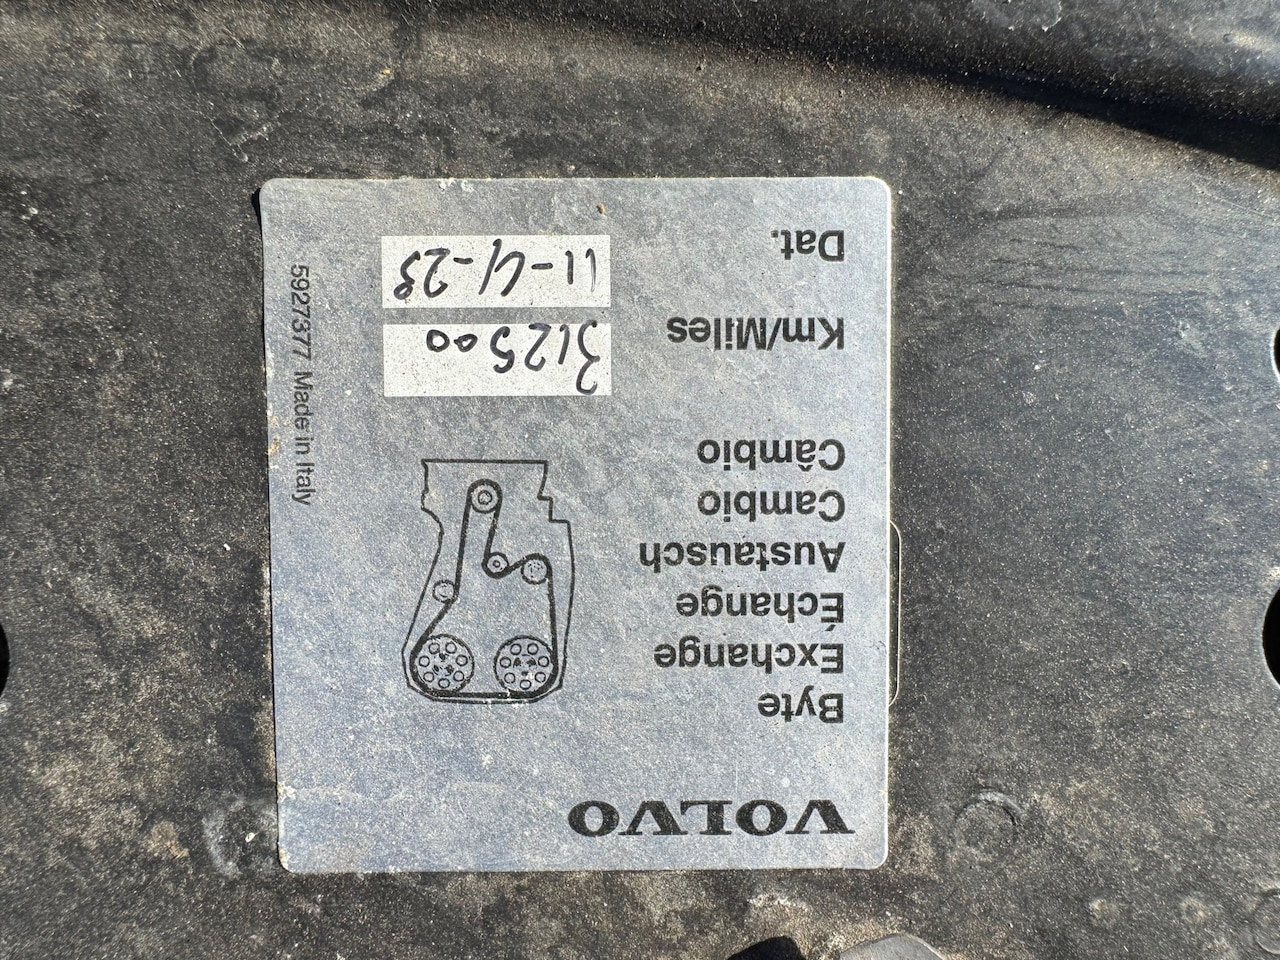 VOLVO
Byte
Exchange
Échange
Austausch
Cambio
Câmbio
Km/Miles 312500
Dat.
5927377 Made in Italy